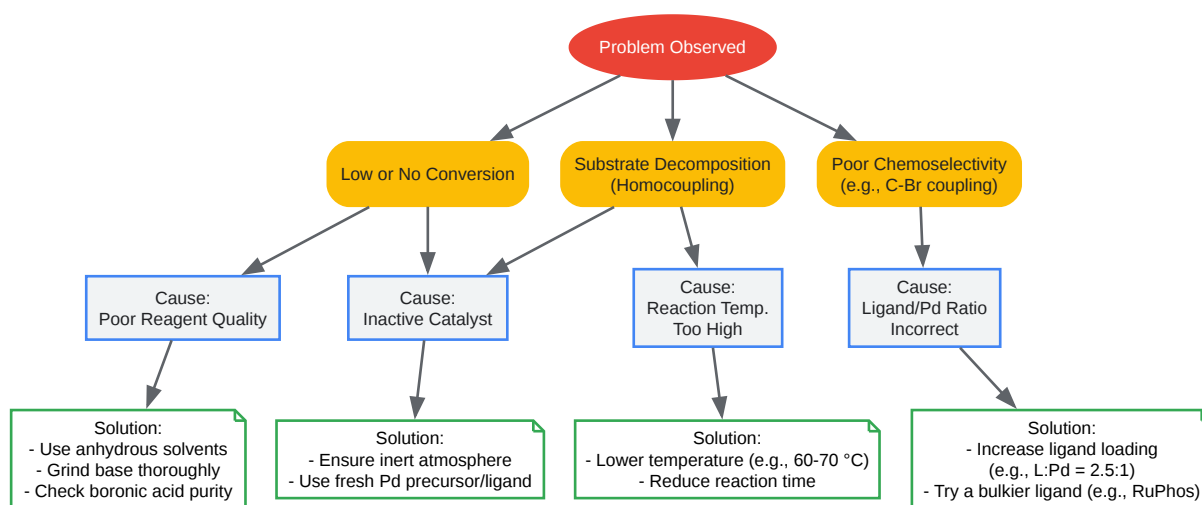 Problem Observed
Low or No Conversion
Substrate Decomposition
(Homocoupling)
Poor Chemoselectivity
(e.g., C-Br coupling)
Cause:
Poor Reagent Quality
Cause:
Inactive Catalyst
Cause:
Reaction Temp.
Too High
Cause:
Ligand/Pd Ratio
Incorrect
Solution:
- Use anhydrous solvents
- Grind base thoroughly
- Check boronic acid purity
Solution:
- Ensure inert atmosphere
- Use fresh Pd precursor/ligand
Solution:
- Lower temperature (e.g., 60-70 °C)
- Reduce reaction time
Solution:
- Increase ligand loading
(e.g., L:Pd = 2.5:1)
- Try a bulkier ligand (e.g., RuPhos)